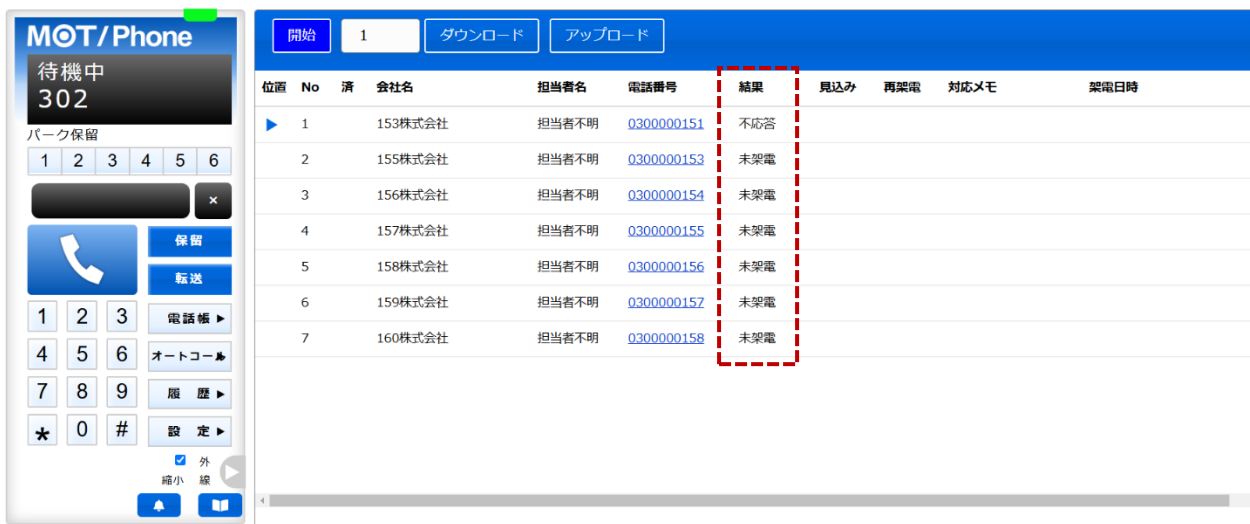 MOT/Phone
待機中
302
パーク保留
1 2 3 4 5 6
×
保留
転送
1 2 3 電話帳
4 5 6 オートコール
7 8 9 履 歴
* 0 # 設 定
外
縮小 線
開始 1 ダウンロード アップロード
位置 No 済 会社名 担当者名 電話番号 結果 見込み 再架電 対応メモ 架電日時
1 153株式会社 担当者不明 0300000151 不応答
2 155株式会社 担当者不明 0300000153 未架電
3 156株式会社 担当者不明 0300000154 未架電
4 157株式会社 担当者不明 0300000155 未架電
5 158株式会社 担当者不明 0300000156 未架電
6 159株式会社 担当者不明 0300000157 未架電
7 160株式会社 担当者不明 0300000158 未架電